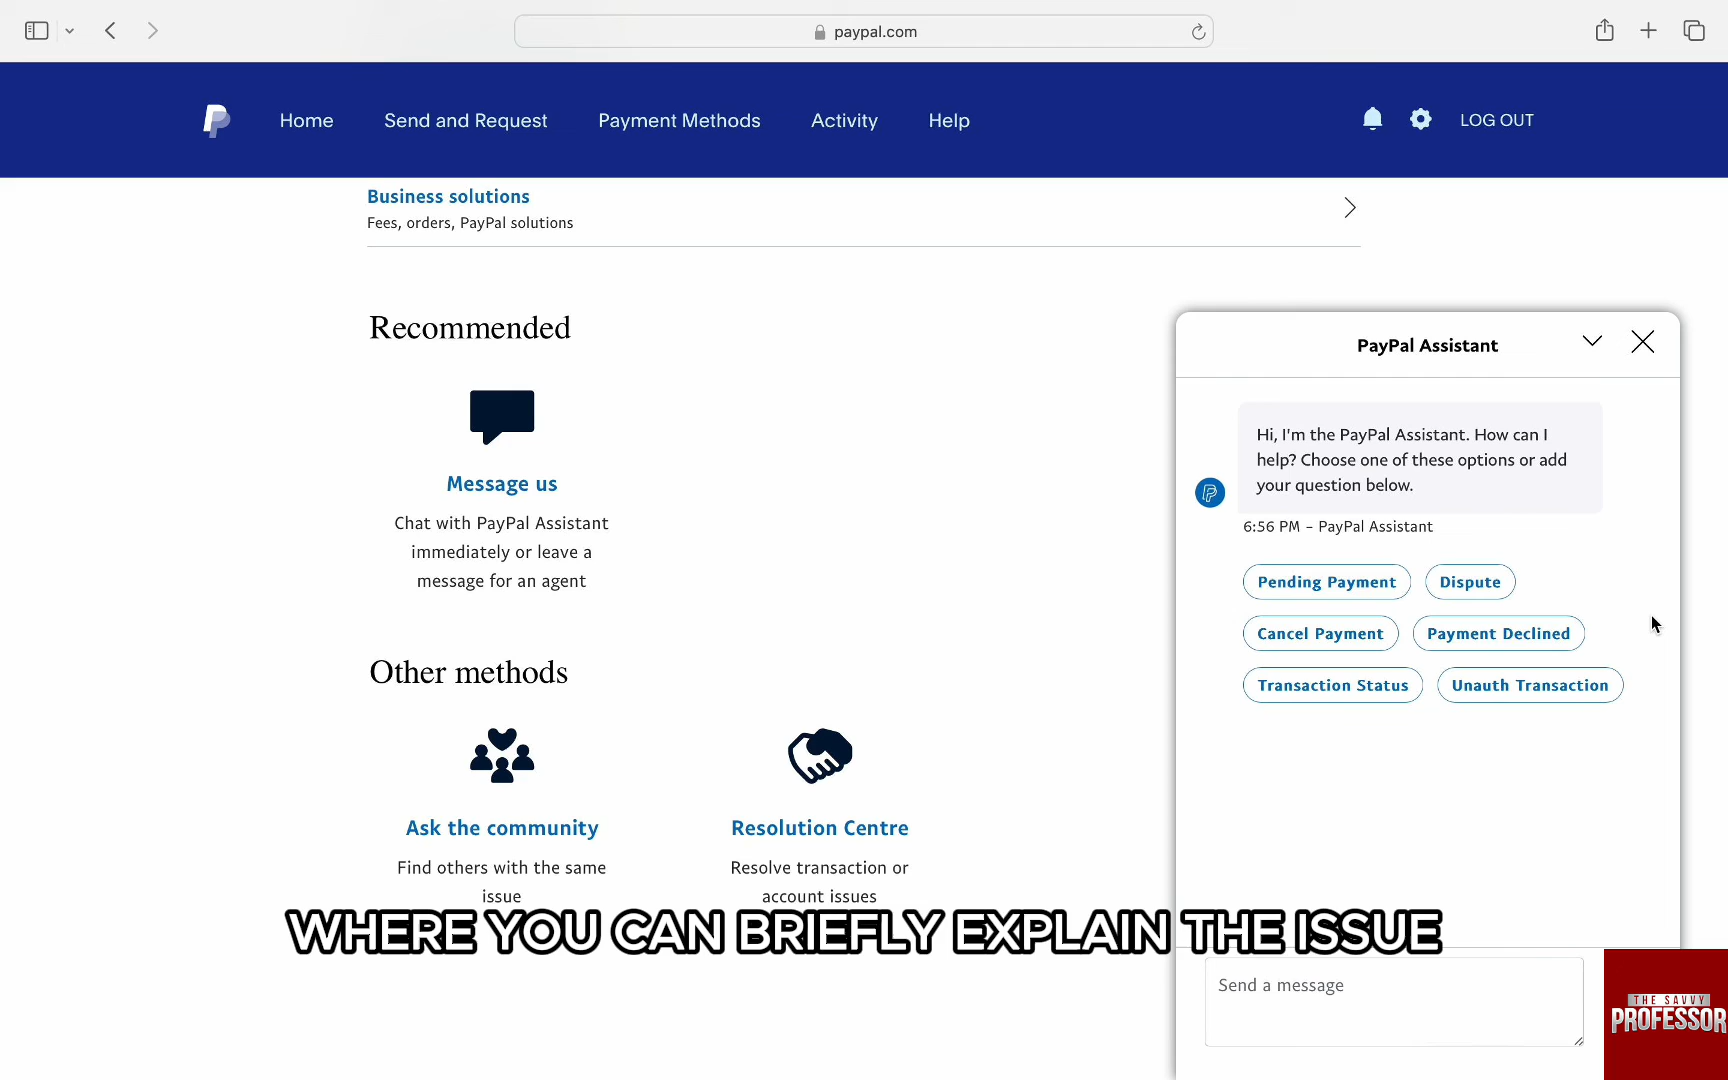 paypal.com
Home
Send and Request
Payment Methods
Activity
Help
LOG OUT
Business solutions
Fees, orders, PayPal solutions
Recommended
Message us
Chat with PayPal Assistant
immediately or leave a
message for an agent
Other methods
Ask the community
Find others with the same
issue
Resolution Centre
Resolve transaction or
account issues
PayPal Assistant
Hi, I'm the PayPal Assistant. How can I
help? Choose one of these options or add
your question below.
6:56 PM - PayPal Assistant
Pending Payment
Dispute
Cancel Payment
Payment Declined
Transaction Status
Unauth Transaction
WHERE YOU CAN BRIEFLY EXPLAIN THE ISSUE
Send a message
THE SAVVY
PROFESSOR